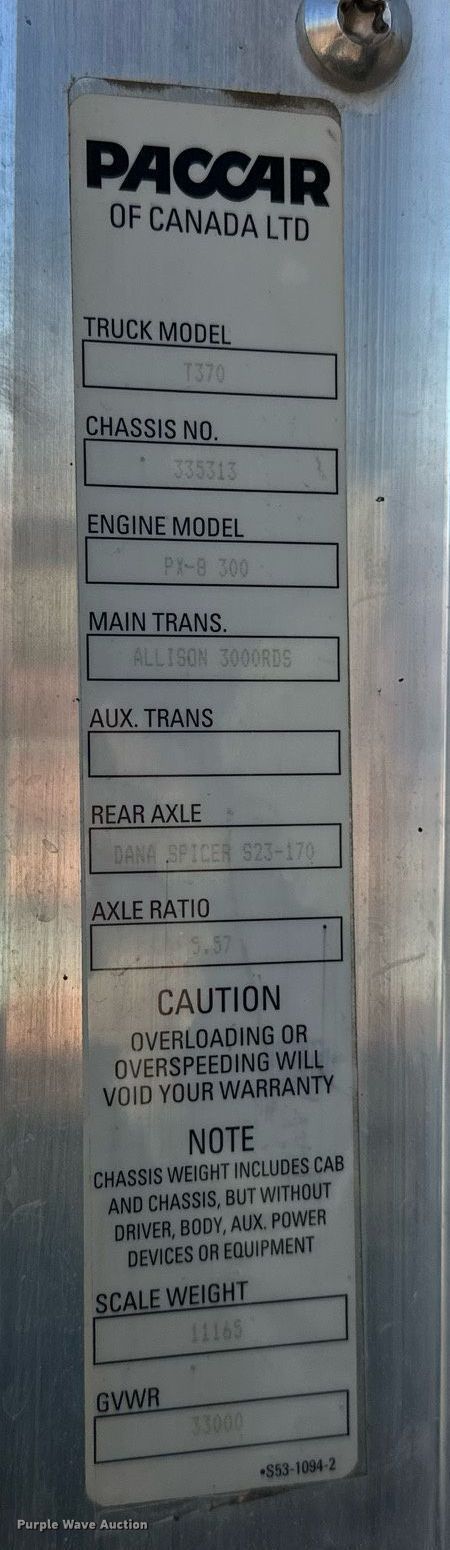 PACCAR
OF CANADA LTD
TRUCK MODEL
T370
CHASSIS NO.
335313
ENGINE MODEL
PX-8 300
MAIN TRANS.
ALLISON 3000RDS
AUX. TRANS
REAR AXLE
DANA SPICER S23-170
AXLE RATIO
5.57
CAUTION
OVERLOADING OR
OVERSPEEDING WILL
VOID YOUR WARRANTY
NOTE
CHASSIS WEIGHT INCLUDES CAB
AND CHASSIS, BUT WITHOUT
DRIVER, BODY, AUX. POWER
DEVICES OR EQUIPMENT
SCALE WEIGHT
11165
GVWR
33000
•S53-1094-2
Purple Wave Auction